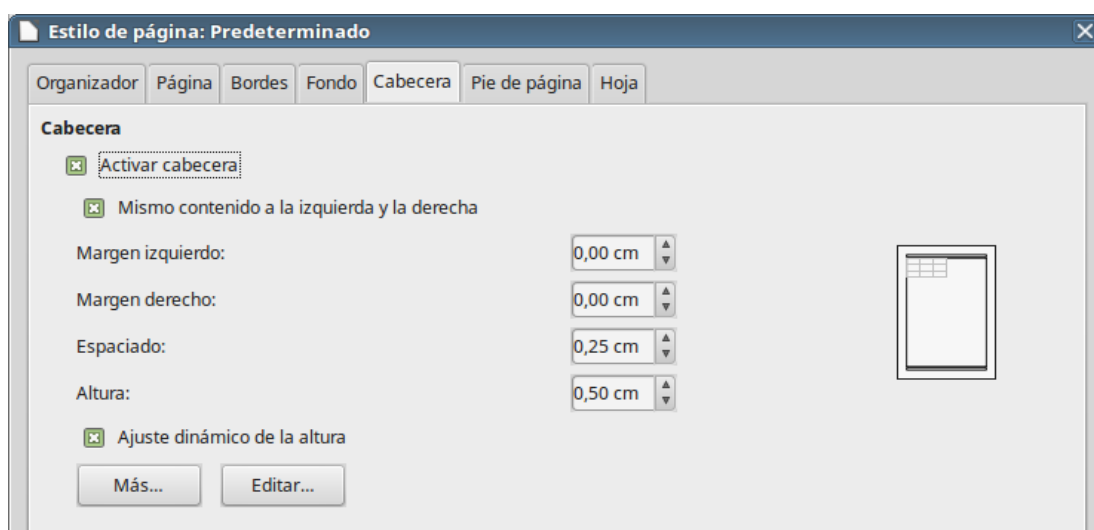 Estilo de página: Predeterminado
Organizador Página Bordes Fondo Cabecera Pie de página Hoja
Cabecera
Activar cabecera
Mismo contenido a la izquierda y la derecha
Margen izquierdo: 0,00 cm
Margen derecho: 0,00 cm
Espaciado: 0,25 cm
Altura: 0,50 cm
Ajuste dinámico de la altura
Más... Editar...